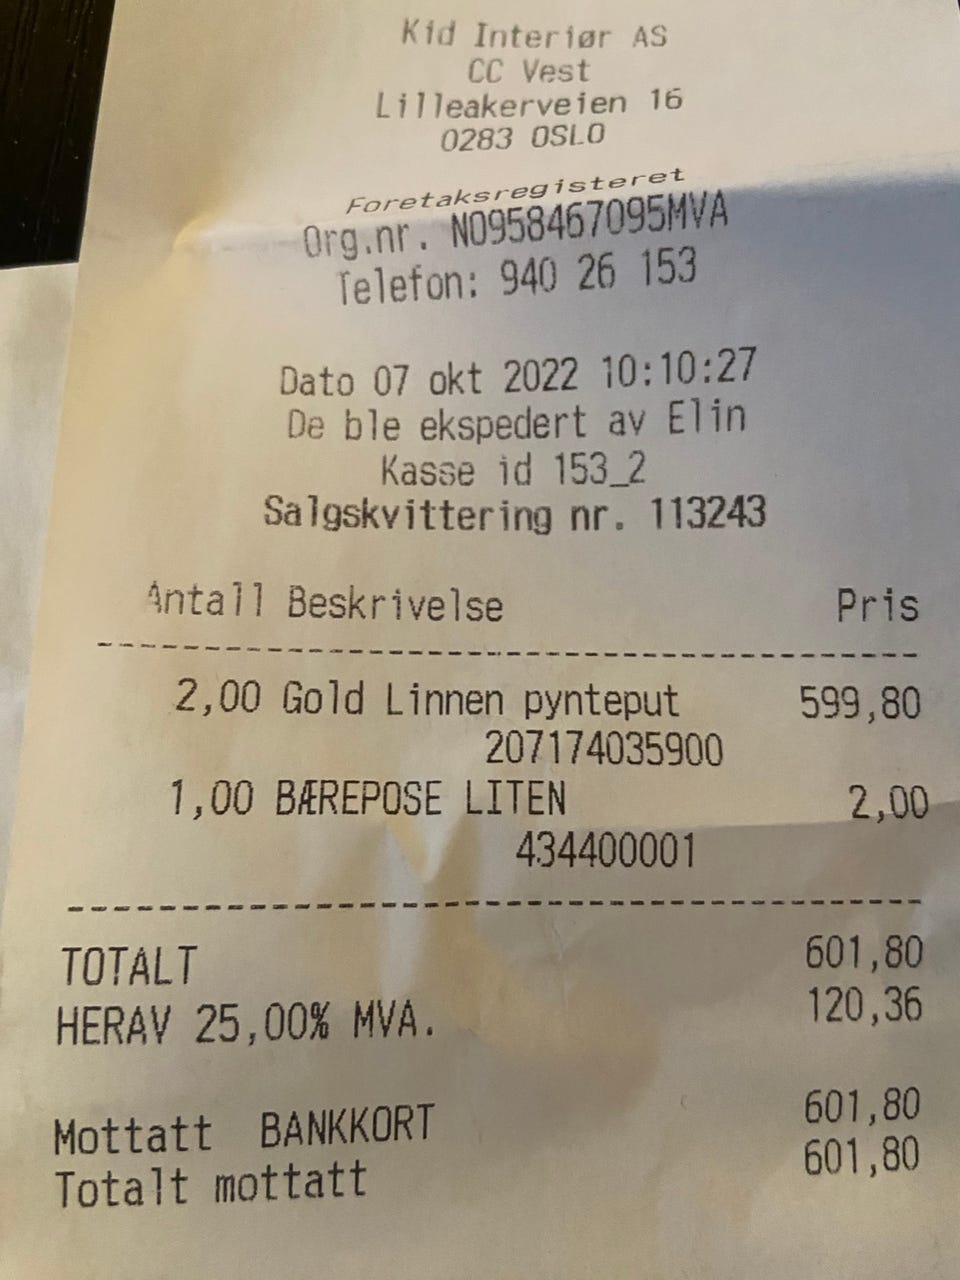 Kid Interiør AS
CC Vest
Lilleakerveien 16
0283 OSLO
Foretaksregisteret
Org.nr. NO958467095MVA
Telefon: 940 26 153
Dato 07 okt 2022 10:10:27
De ble ekspedert av Elin
Kasse id 153_2
Salgskvittering nr. 113243
Antall Beskrivelse Pris
2,00 Gold Linnen pynteput 599,80
207174035900
1,00 BÆREPOSE LITEN 2,00
434400001
TOTALT 601,80
HERAV 25,00% MVA. 120,36
Mottatt BANKKORT 601,80
Totalt mottatt 601,80